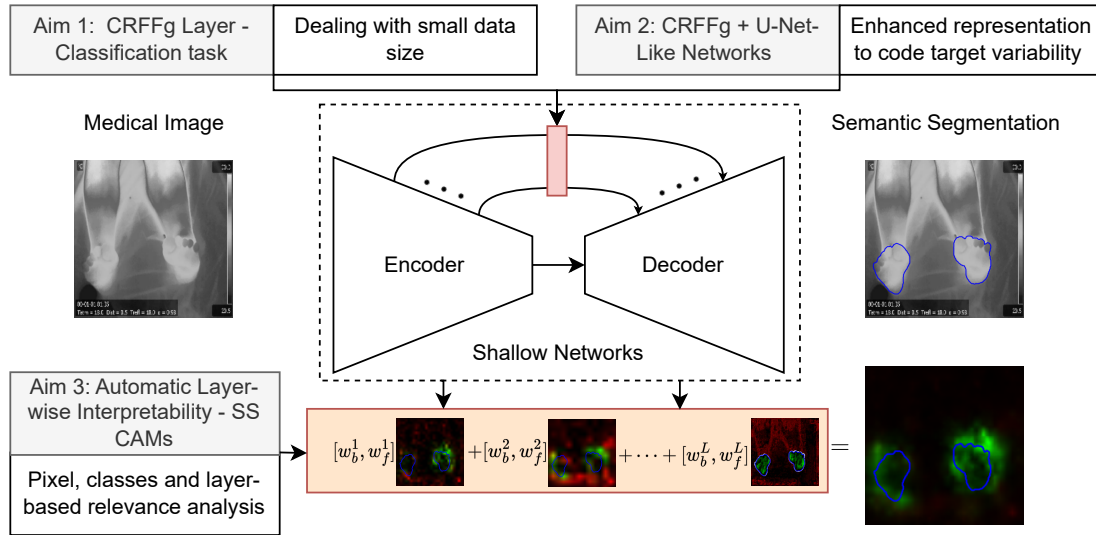 Aim 1: CRFFg Layer -
Classification task
Dealing with small data
size
Aim 2: CRFFg + U-Net-
Like Networks
Enhanced representation
to code target variability
Medical Image
Semantic Segmentation
Encoder
Decoder
Shallow Networks
Aim 3: Automatic Layer-
wise Interpretability - SS
CAMs
Pixel, classes and layer-
based relevance analysis
[w_b^1, w_f^1] +[w_b^2, w_f^2] + ··· + [w_b^L, w_f^L] =